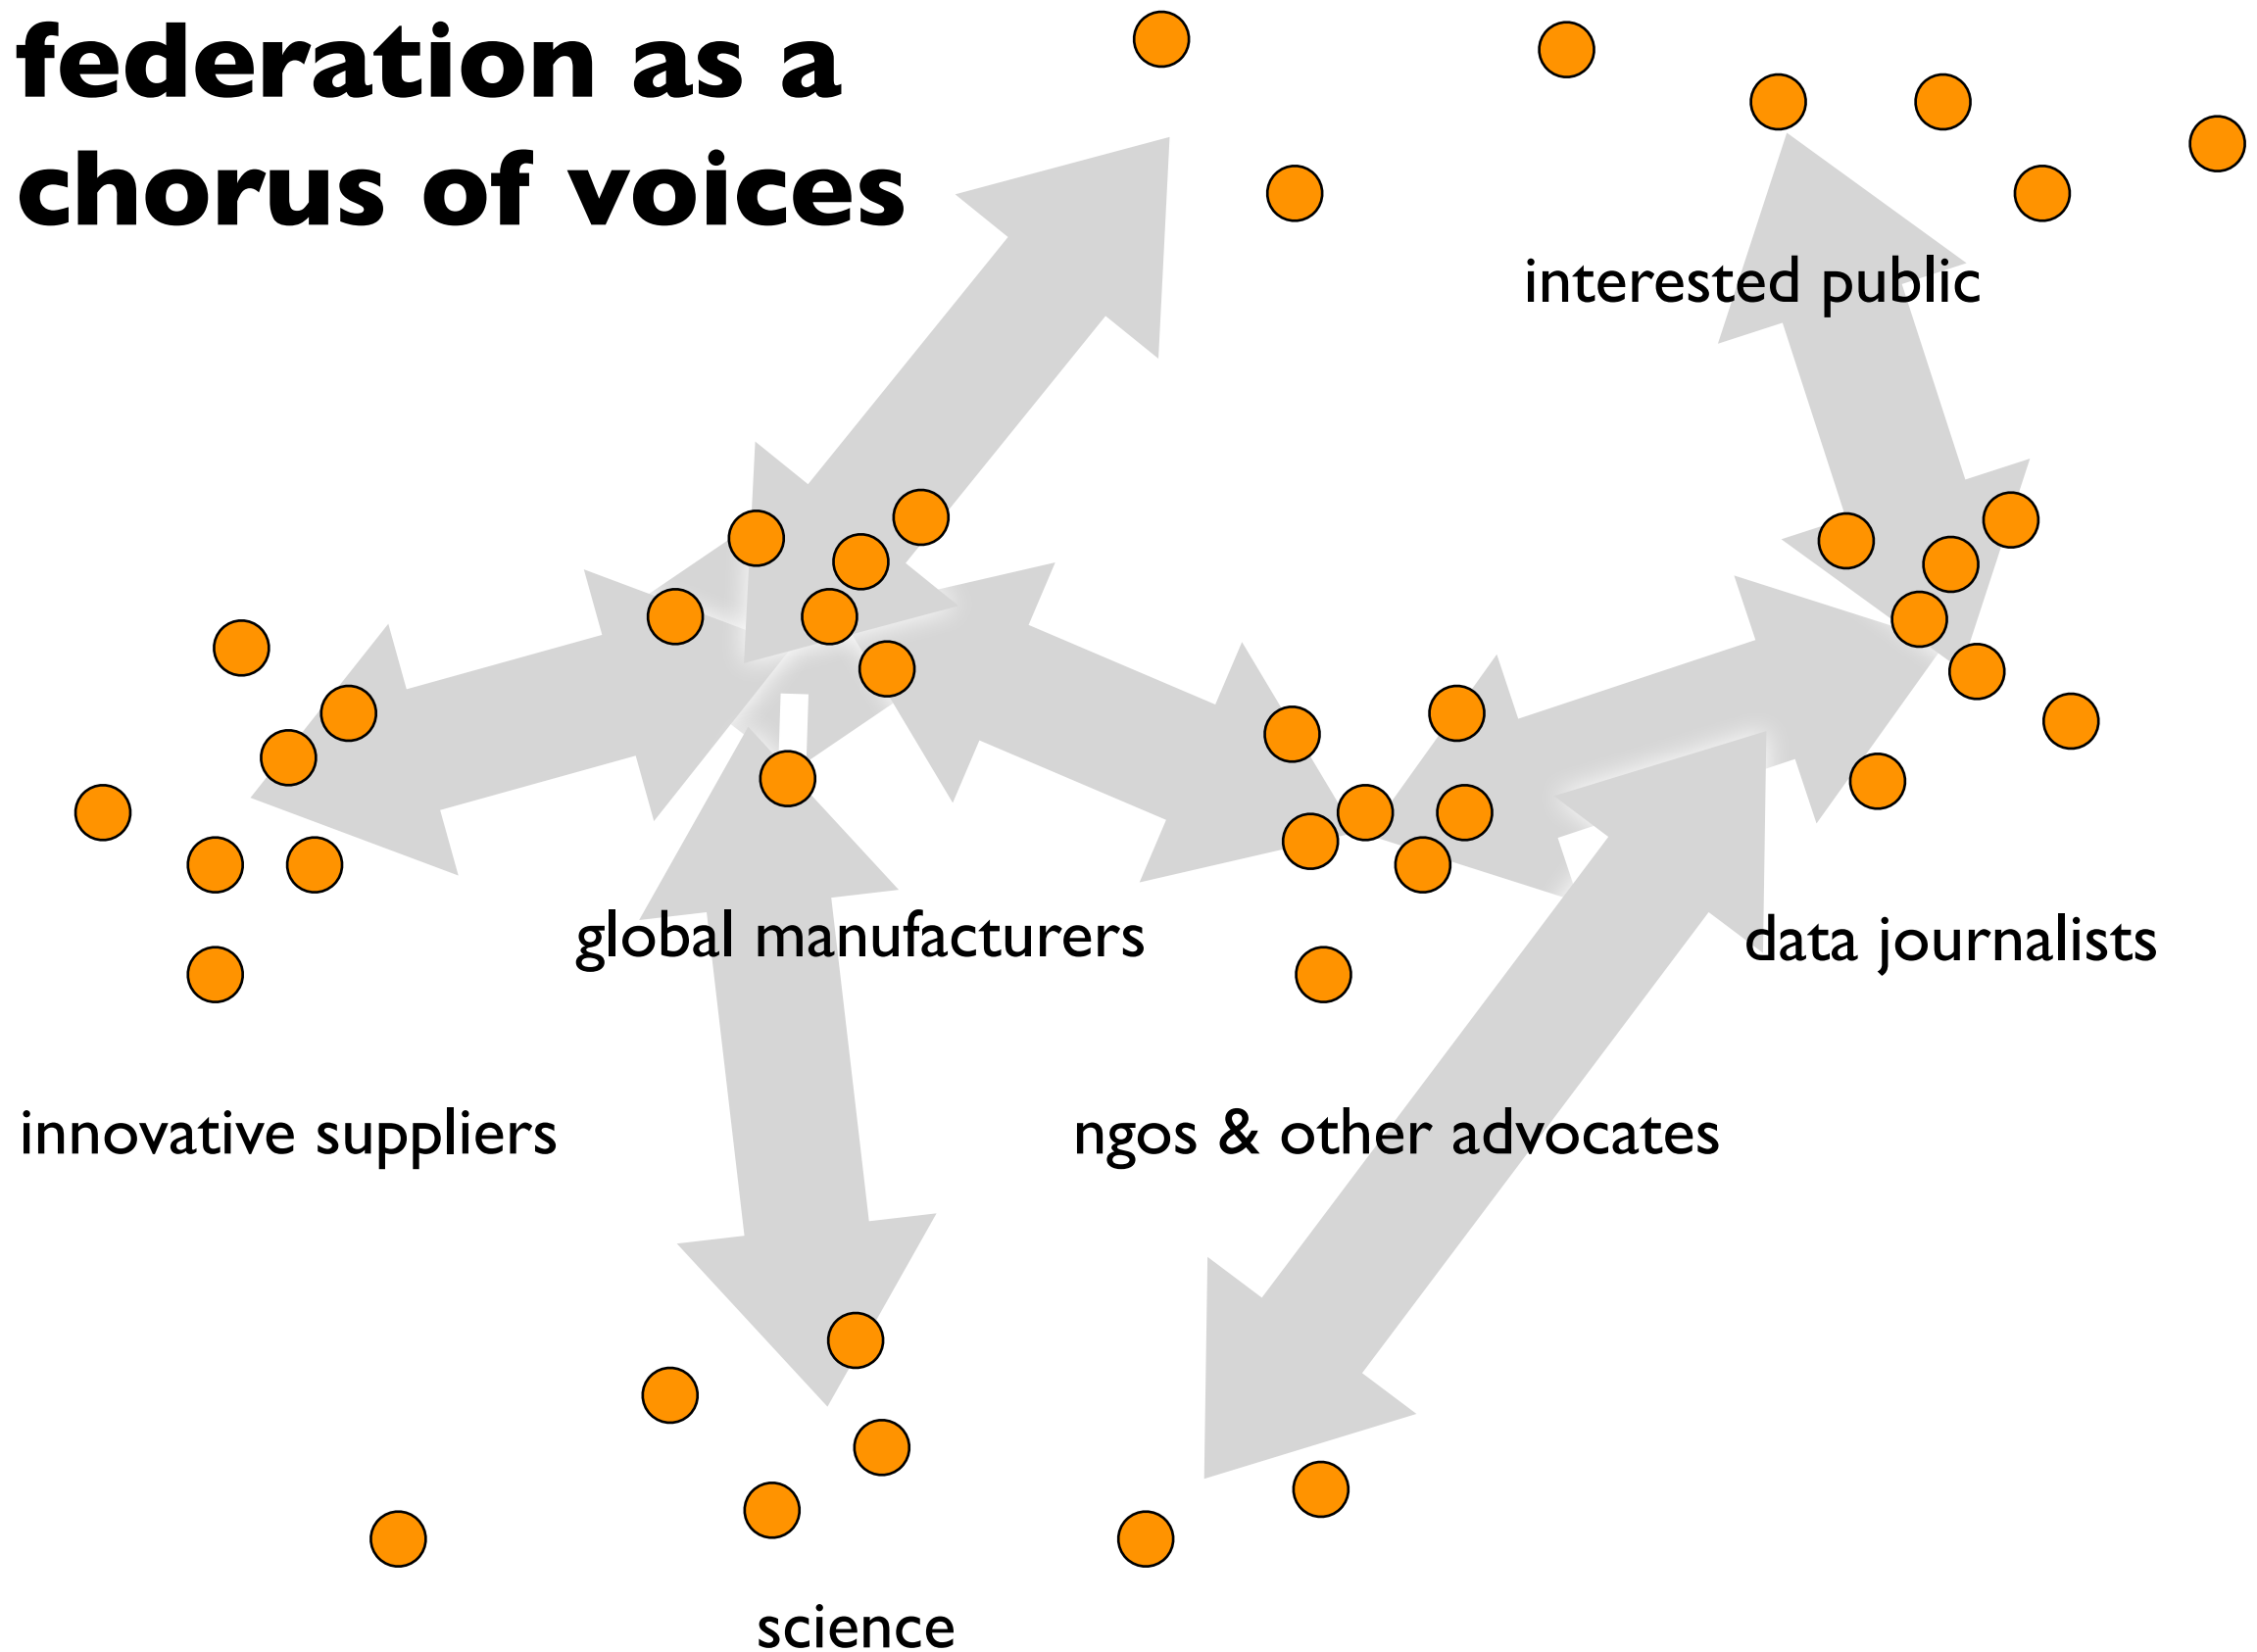 federation as a
chorus of voices
interested public
global manufacturers
data journalists
innovative suppliers
ngos & other advocates
science